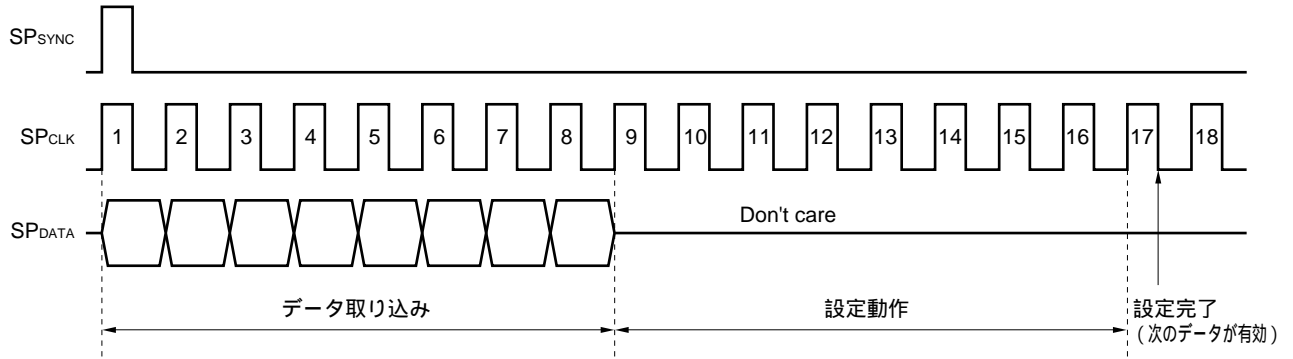 SPSYNC
SPCLK
1 2 3 4 5 6 7 8 9 10 11 12 13 14 15 16 17 18
SPDATA
Don't care
データ取り込み
設定動作
設定完了
(次のデータが有効)